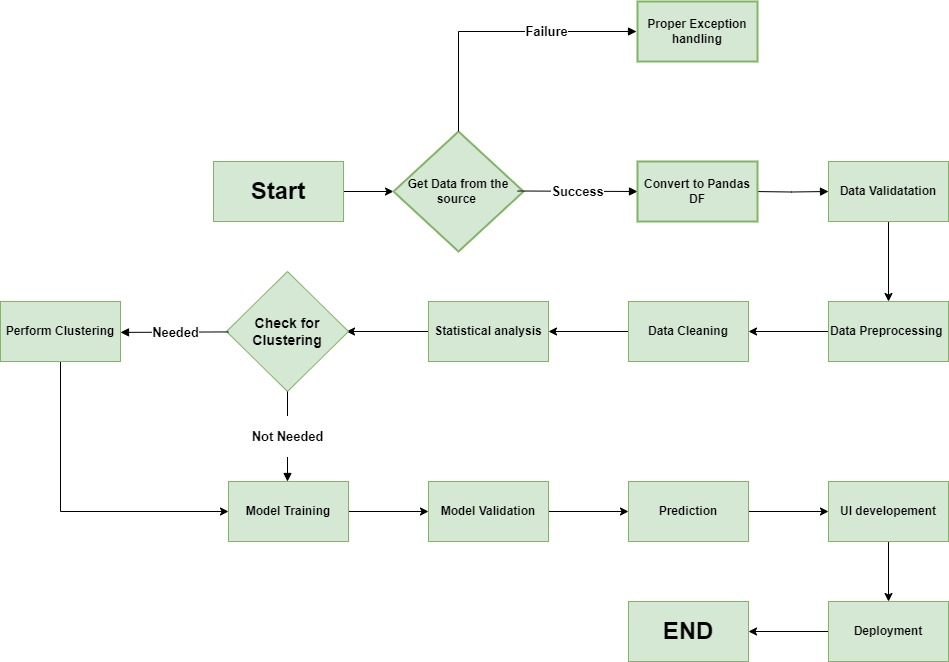 Proper Exception
handling
Failure
Start
Get Data from the
source
Success
Convert to Pandas
DF
Data Validatation
Perform Clustering
Needed
Check for
Clustering
Statistical analysis
Data Cleaning
Data Preprocessing
Not Needed
Model Training
Model Validation
Prediction
UI developement
END
Deployment